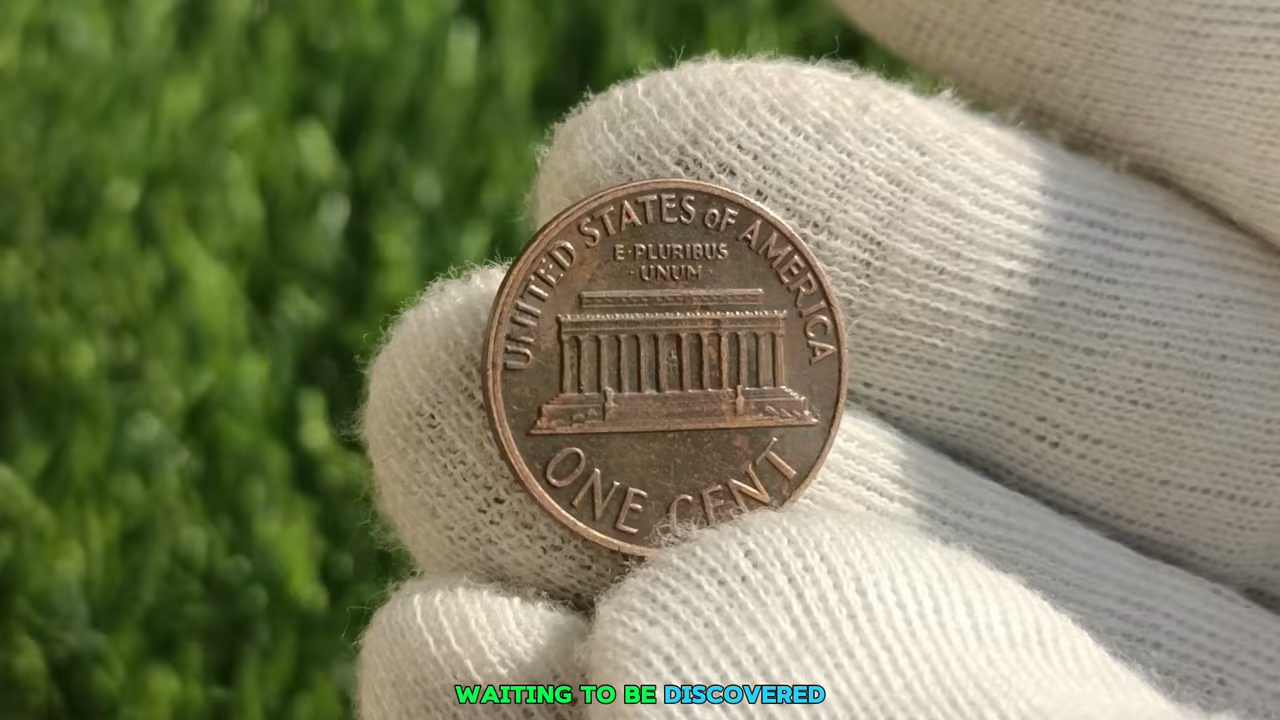 UNITED STATES OF AMERICA
E·PLURIBUS
·UNUM·
ONE CENT
WAITING TO BE DISCOVERED